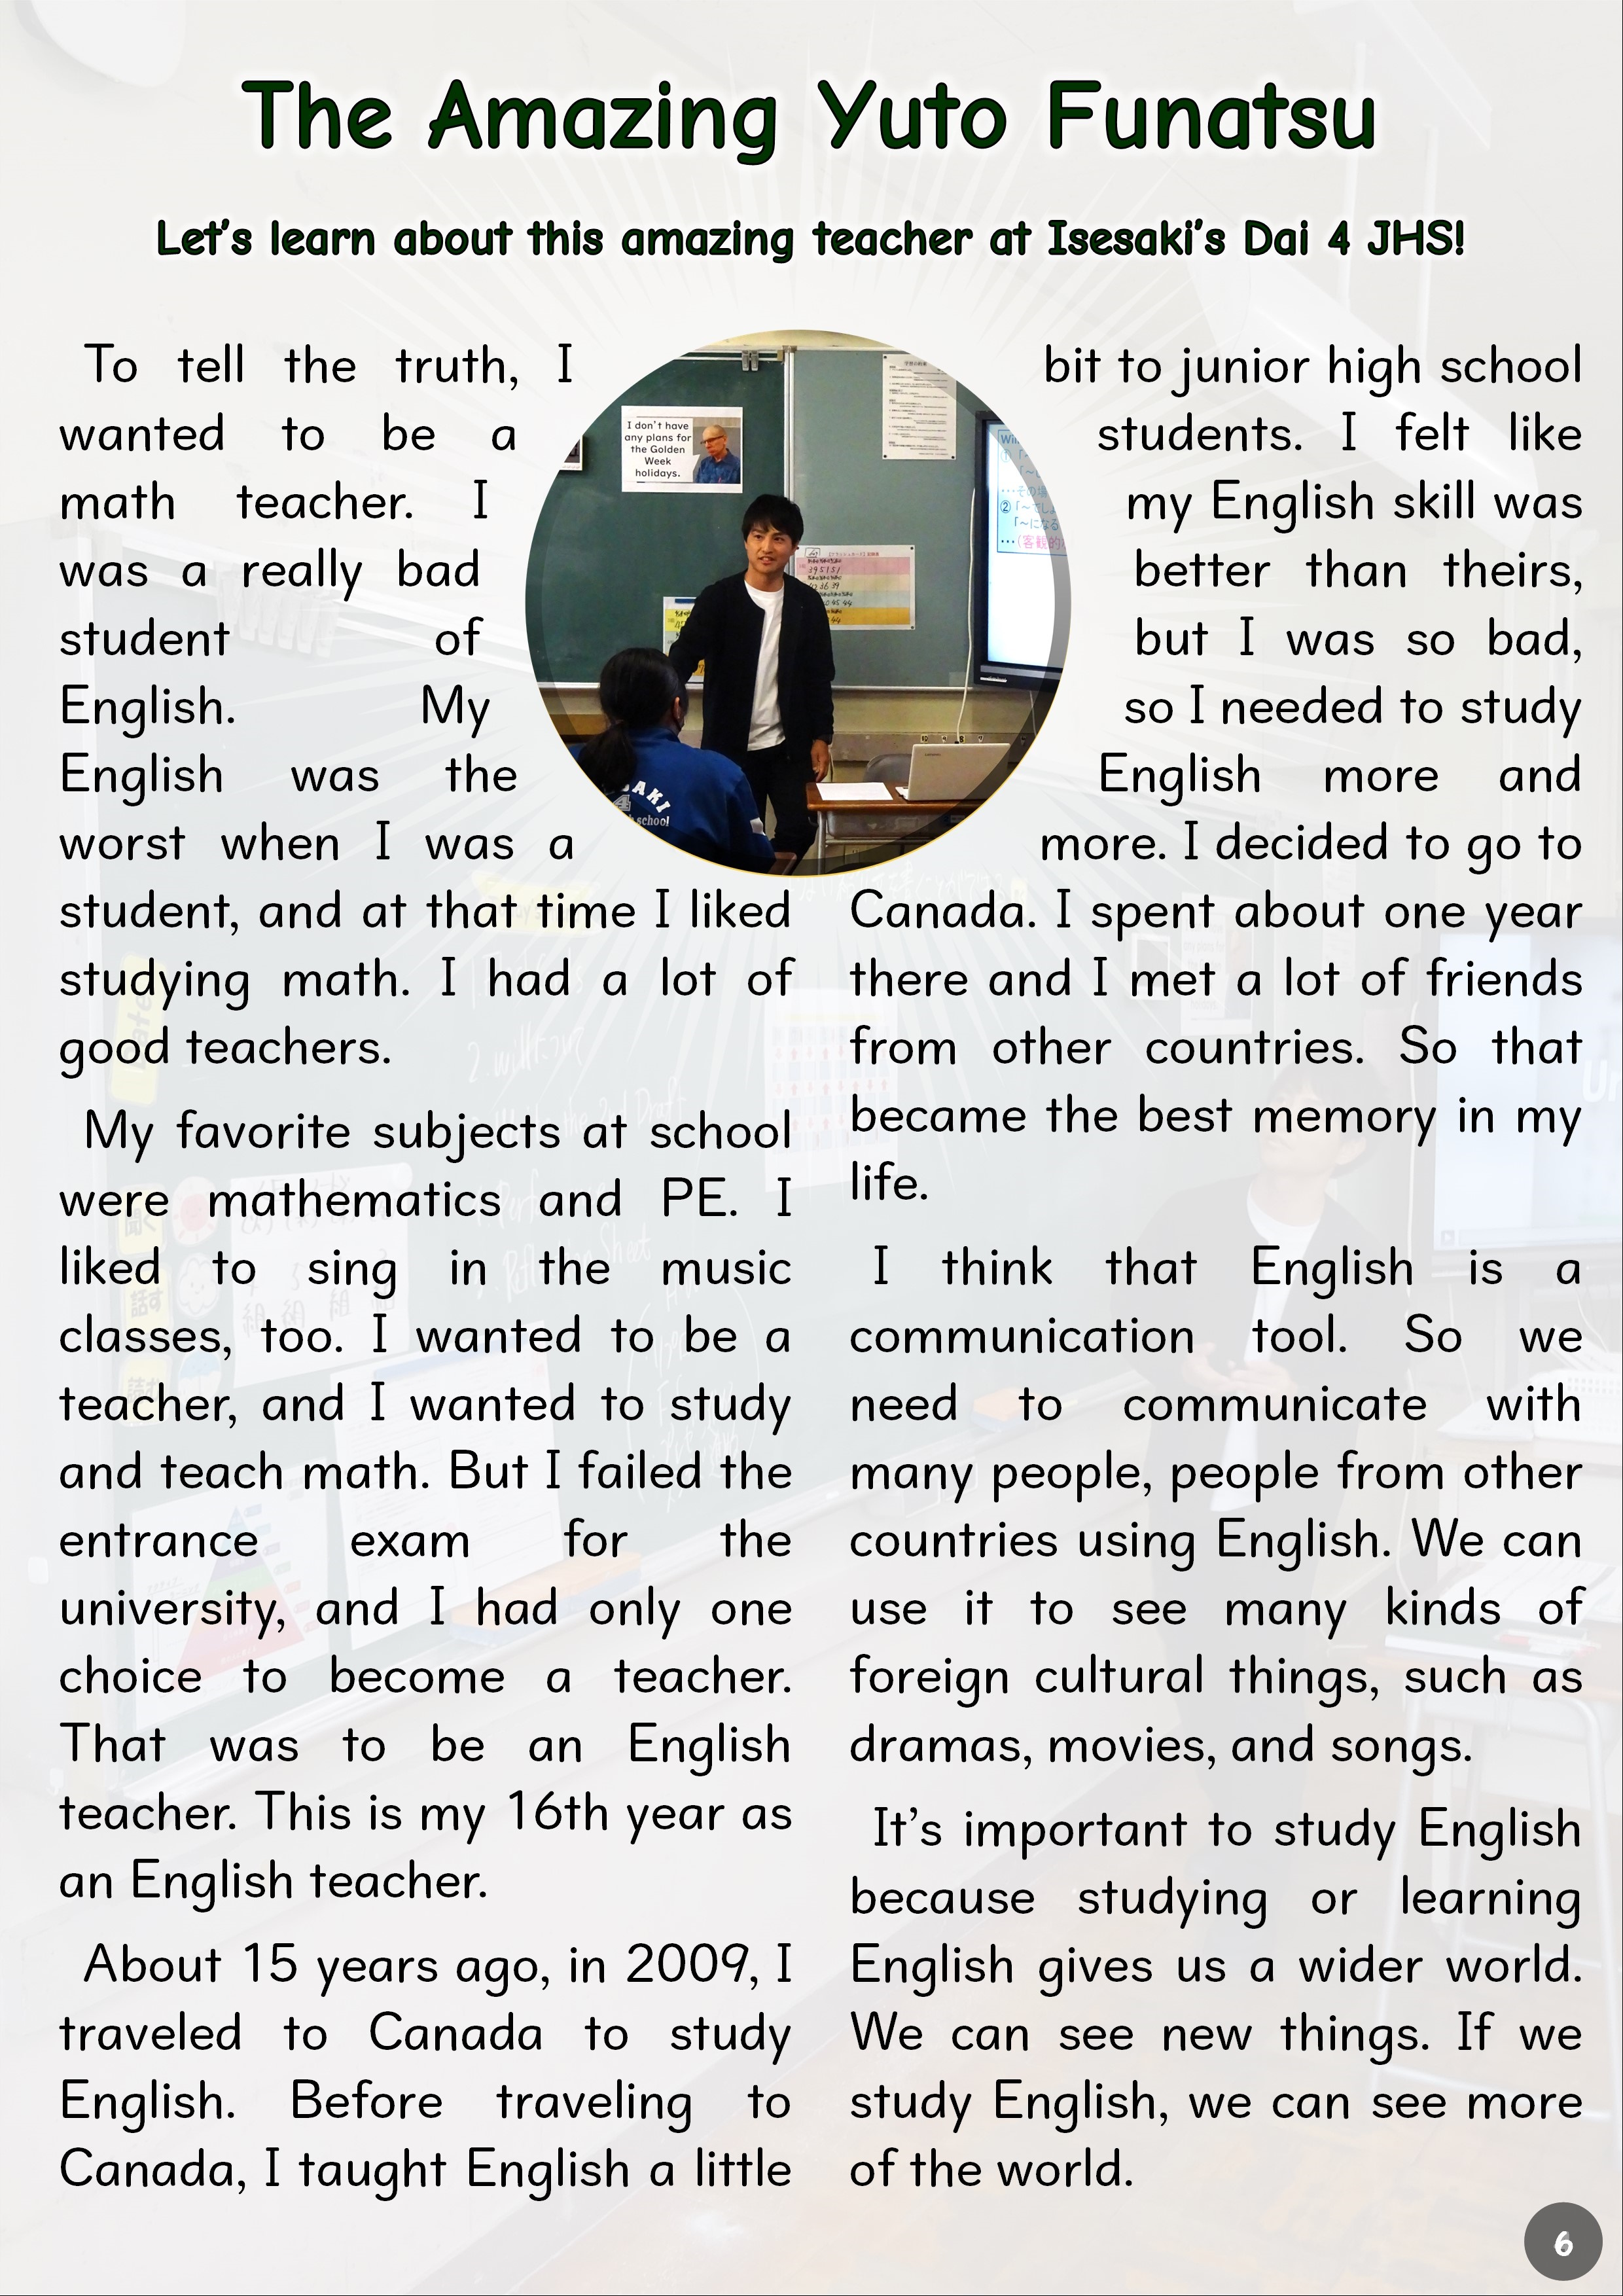 The Amazing Yuto Funatsu
Let's learn about this amazing teacher at Isesaki's Dai 4 JHS!
To tell the truth, I
wanted to be a
math teacher. I
was a really bad
student of
English. My
English was the
worst when I was a
student, and at that time I liked
studying math. I had a lot of
good teachers.
My favorite subjects at school
were mathematics and PE. I
liked to sing in the music
classes, too. I wanted to be a
teacher, and I wanted to study
and teach math. But I failed the
entrance exam for the
university, and I had only one
choice to become a teacher.
That was to be an English
teacher. This is my 16th year as
an English teacher.
About 15 years ago, in 2009, I
traveled to Canada to study
English. Before traveling to
Canada, I taught English a little
I don't have
any plans for
the Golden
Week
holidays.
bit to junior high school
students. I felt like
my English skill was
better than theirs,
but I was so bad,
so I needed to study
English more and
more. I decided to go to
Canada. I spent about one year
there and I met a lot of friends
from other countries. So that
became the best memory in my
life.
I think that English is a
communication tool. So we
need to communicate with
many people, people from other
countries using English. We can
use it to see many kinds of
foreign cultural things, such as
dramas, movies, and songs.
It's important to study English
because studying or learning
English gives us a wider world.
We can see new things. If we
study English, we can see more
of the world.
6